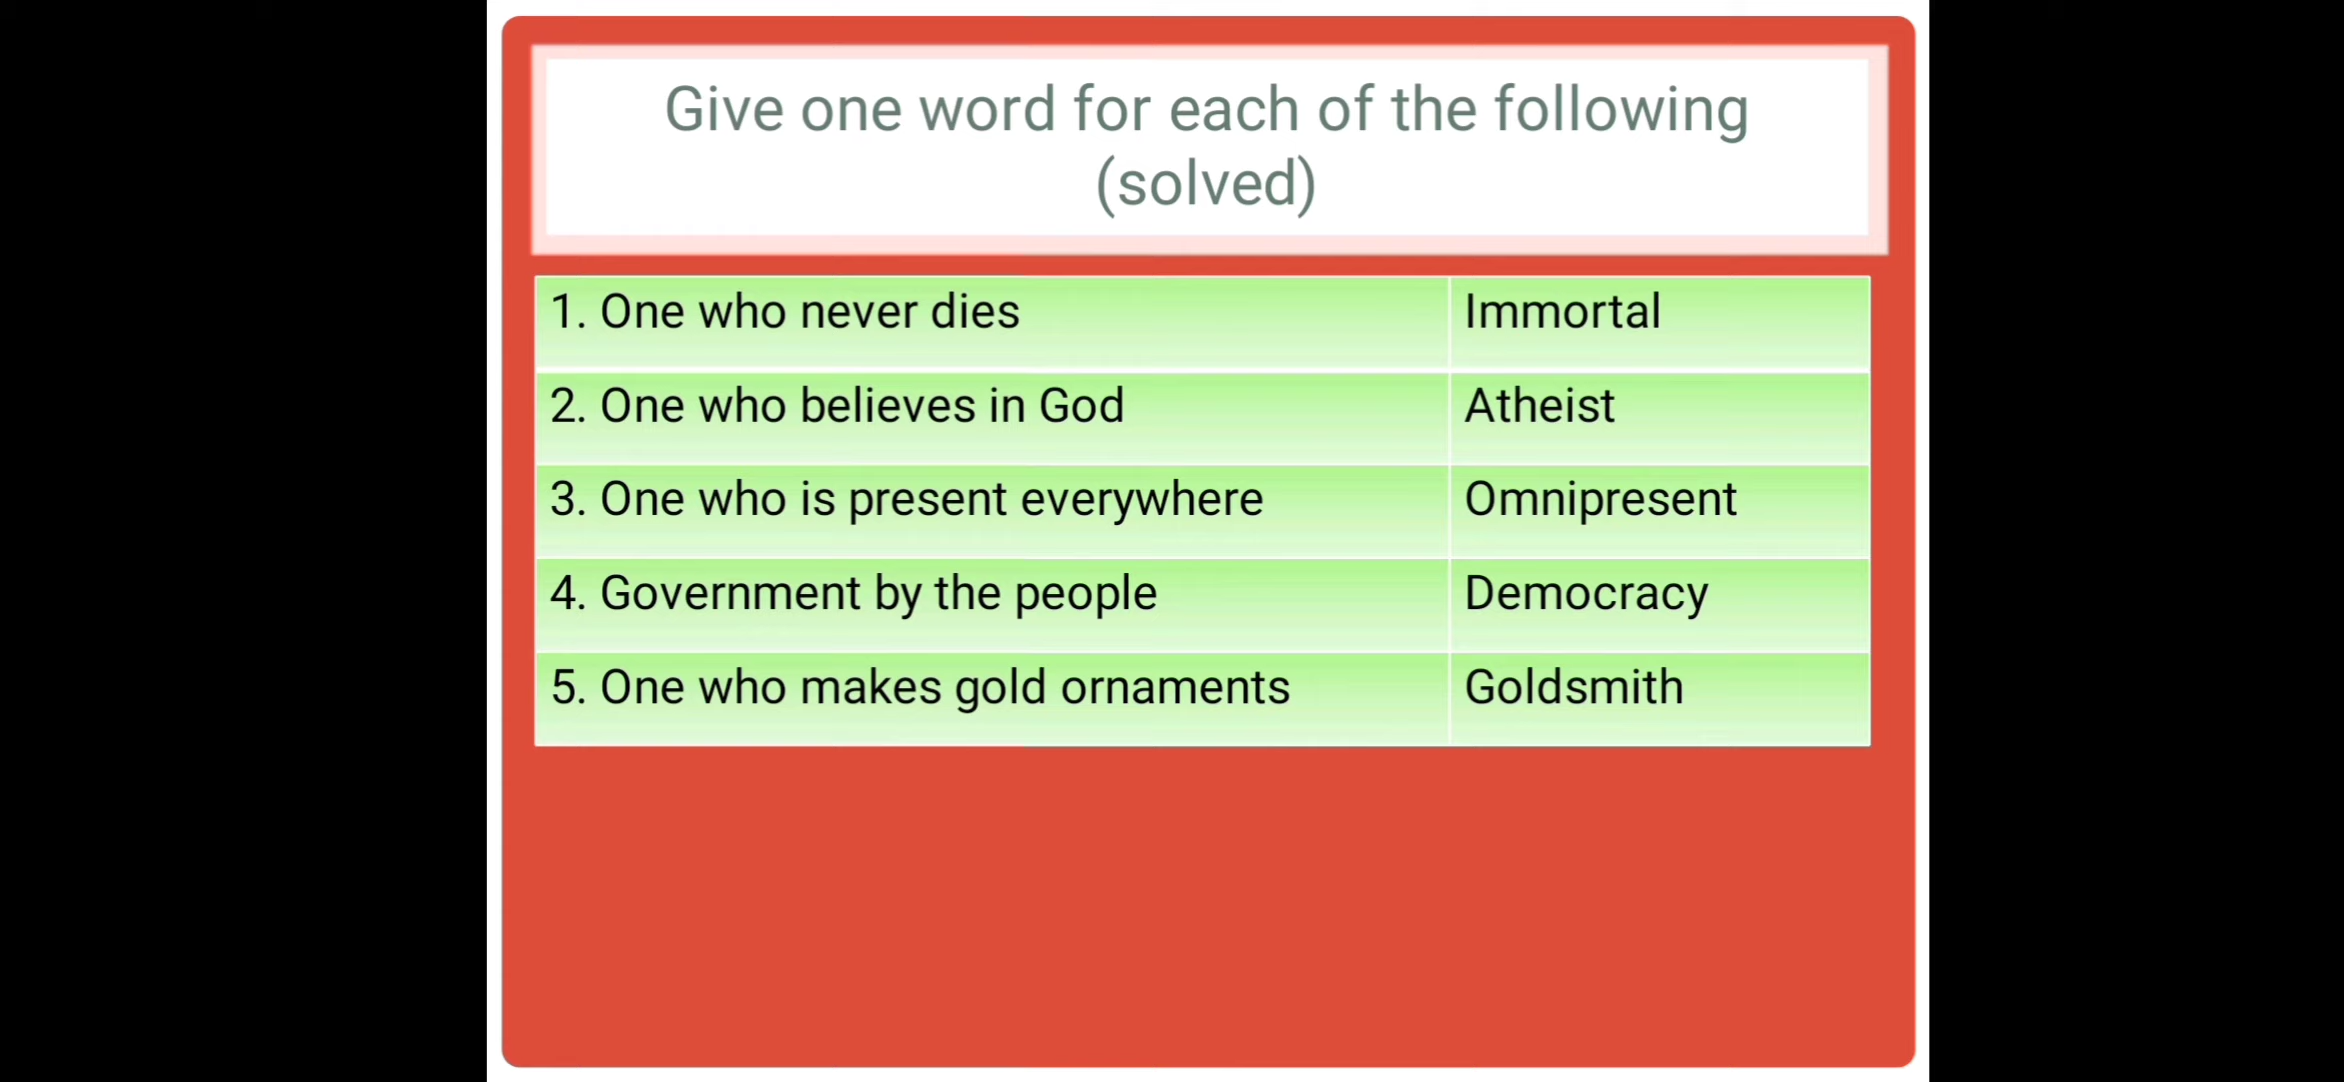 Give one word for each of the following
(solved)
1. One who never dies Immortal
2. One who believes in God Atheist
3. One who is present everywhere Omnipresent
4. Government by the people Democracy
5. One who makes gold ornaments Goldsmith